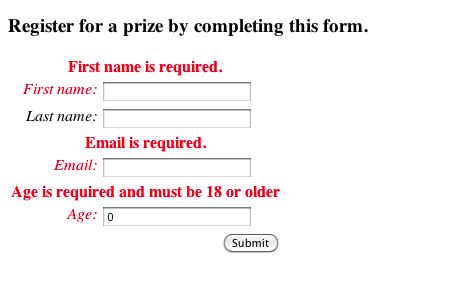 Register for a prize by completing this form.
First name is required.
First name:
Last name:
Email is required.
Email:
Age is required and must be 18 or older
Age: 0
Submit